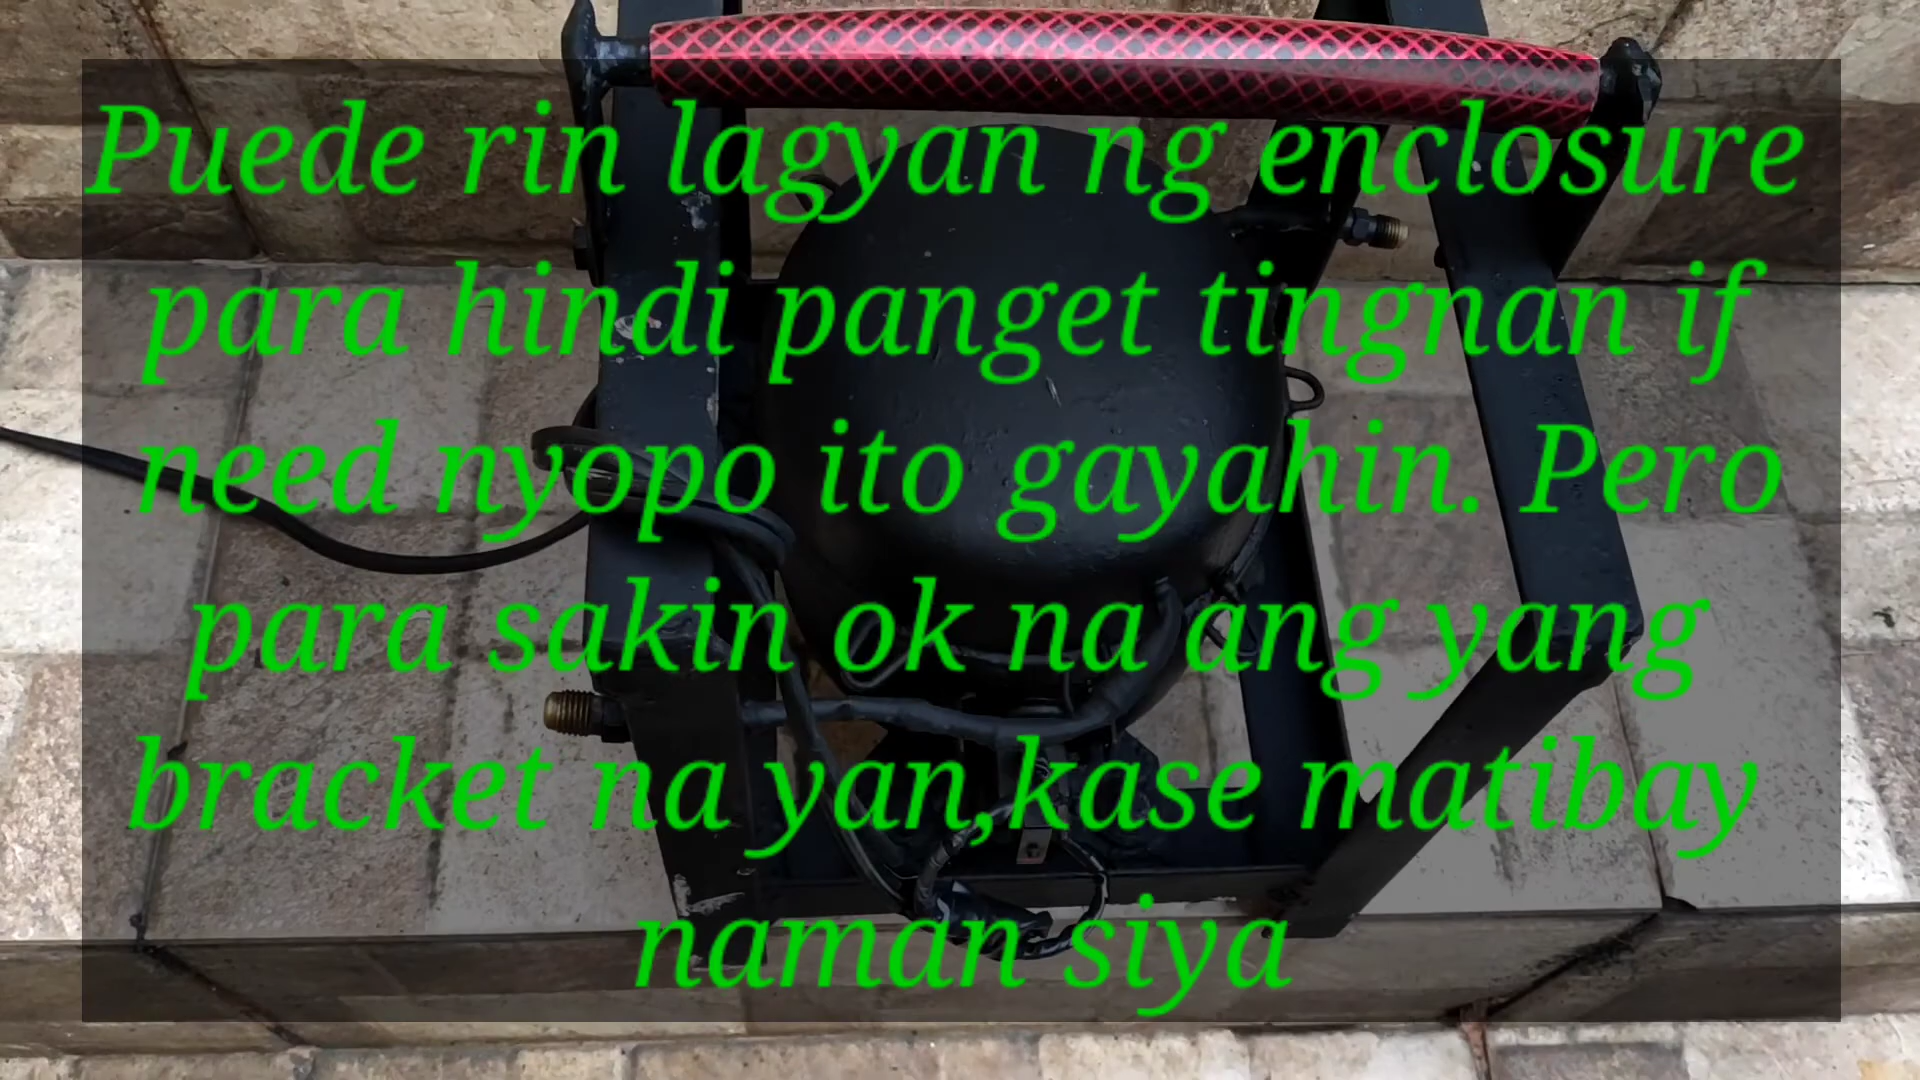 Puede rin lagyan ng enclosure
para hindi panget tingnan if
need nyopo ito gayahin. Pero
para sakin ok na ang yang
bracket na yan,kase matibay
naman siya